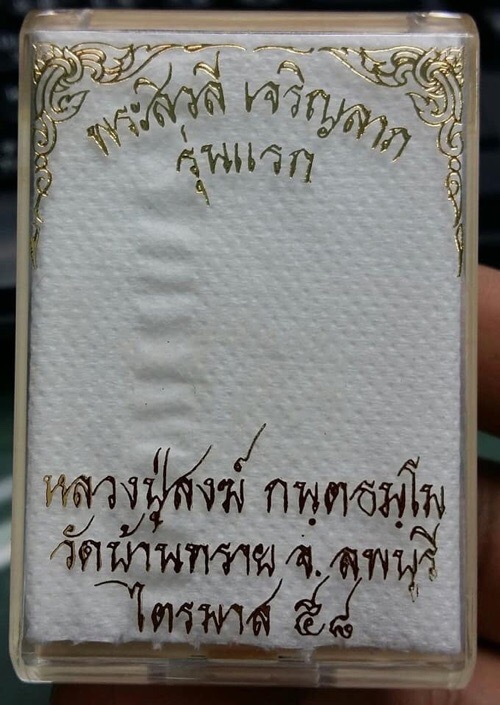 พระสิวลี เจริญลาภ
รุ่นแรก
หลวงปู่สงฆ์ กนฺตธมฺโม
วัดบ้านทราย จ. ลพบุรี
ไตรมาส ๕๘